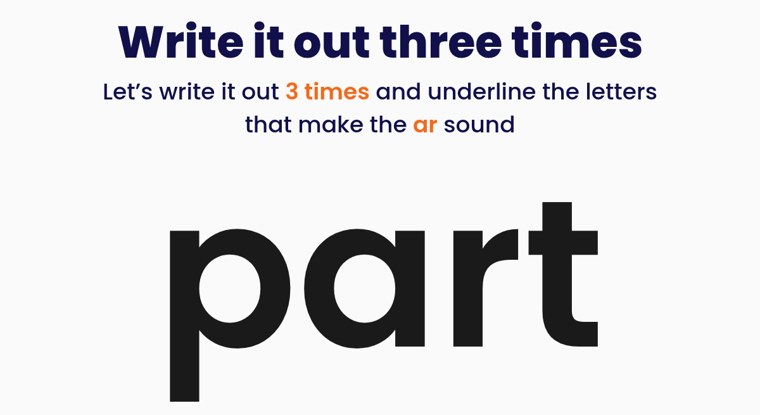 Write it out three times
Let’s write it out 3 times and underline the letters
that make the ar sound
part